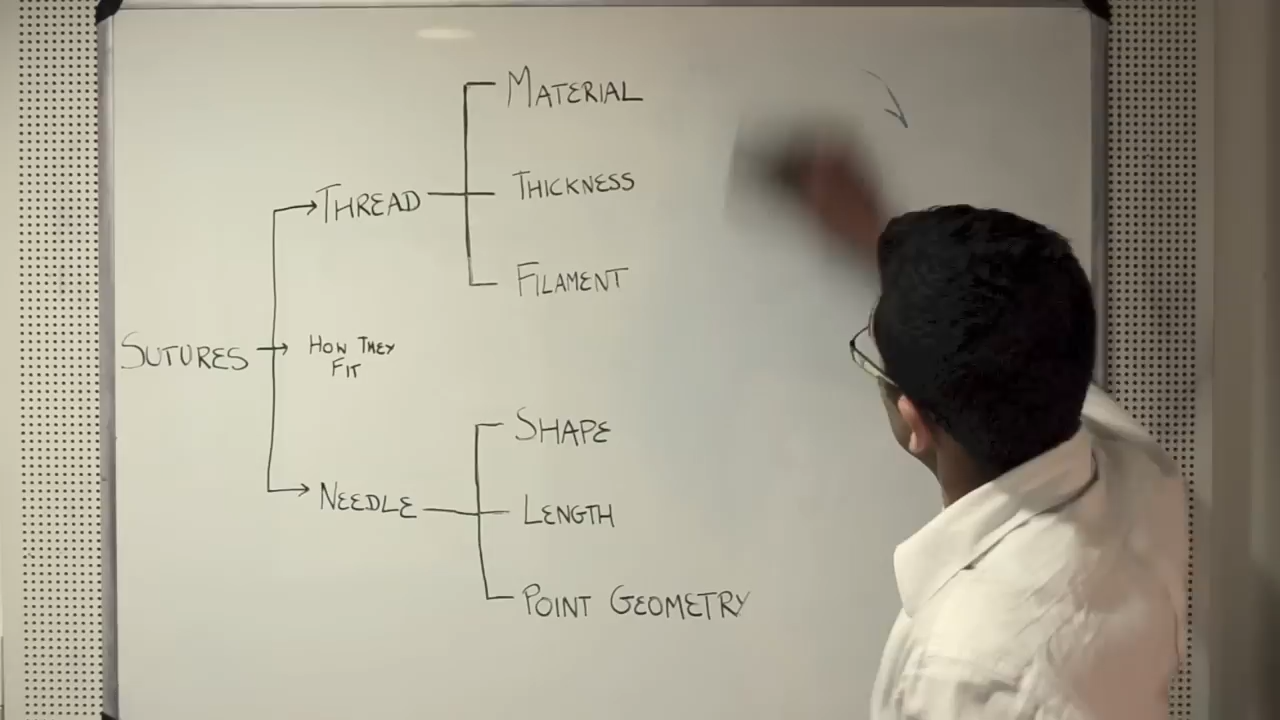 SUTURES
THREAD
MATERIAL
THICKNESS
FILAMENT
HOW THEY
FIT
NEEDLE
SHAPE
LENGTH
POINT GEOMETRY